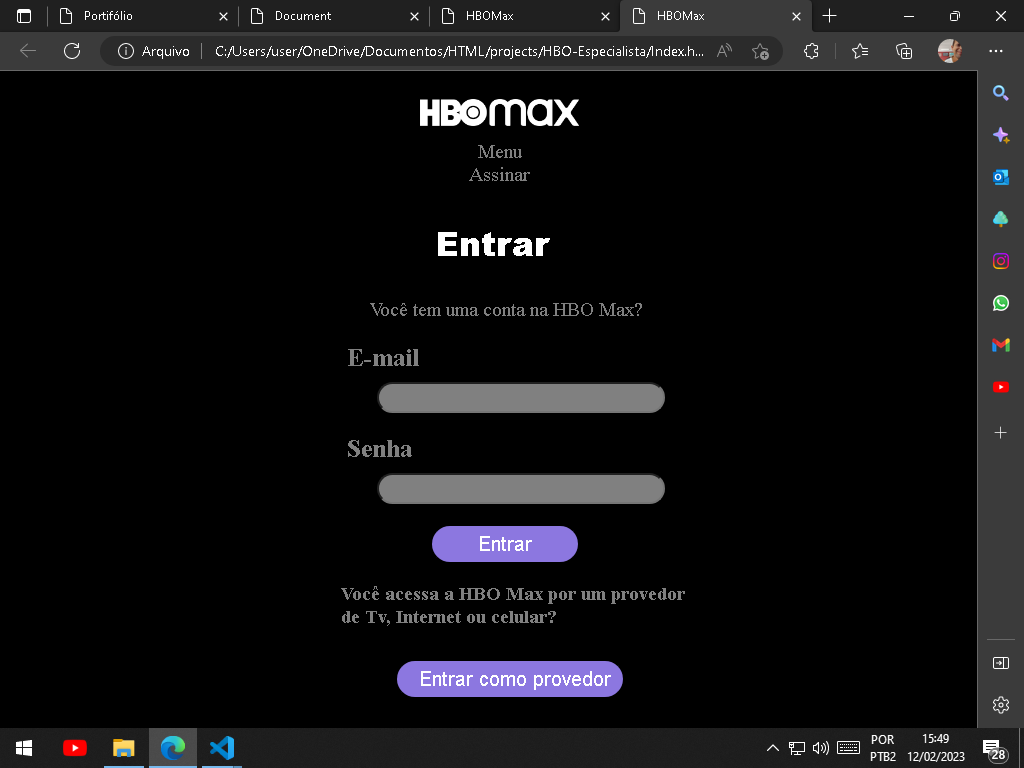 Portifólio
Document
HBOMax
HBOMax
Arquivo
C:/Users/user/OneDrive/Documentos/HTML/projects/HBO-Especialista/Index.h...
HBOmax
Menu
Assinar
Entrar
Você tem uma conta na HBO Max?
E-mail
Senha
Entrar
Você acessa a HBO Max por um provedor
de Tv, Internet ou celular?
Entrar como provedor
POR
PTB2
15:49
12/02/2023
28